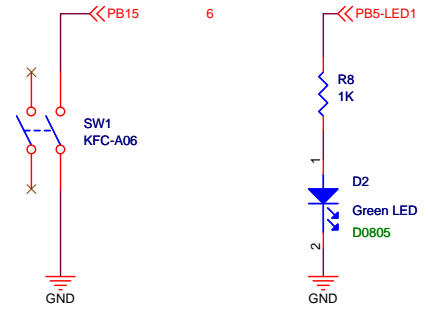 PB15
6
PB5-LED1
R8
1K
SW1
KFC-A06
1
D2
Green LED
D0805
2
GND
GND